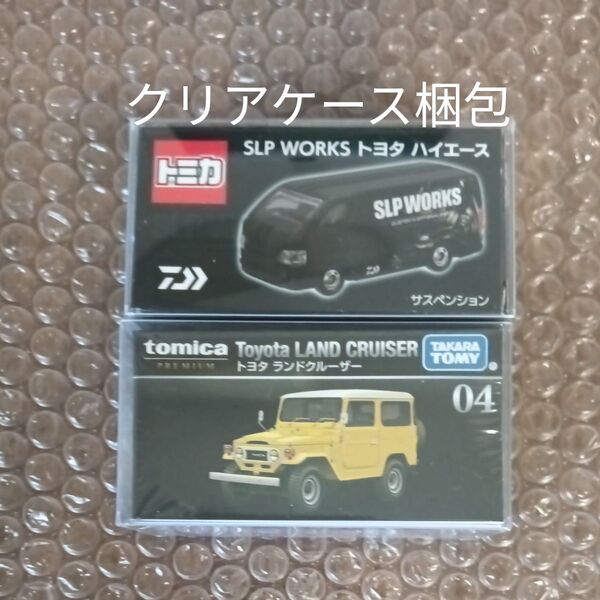 クリアケース梱包
SLP WORKS トヨタ ハイエース
トミカ
SLP WORKS
サスペンション
tomica
PREMIUM
Toyota LAND CRUISER
トヨタ ランドクルーザー
TAKARA
TOMY
04